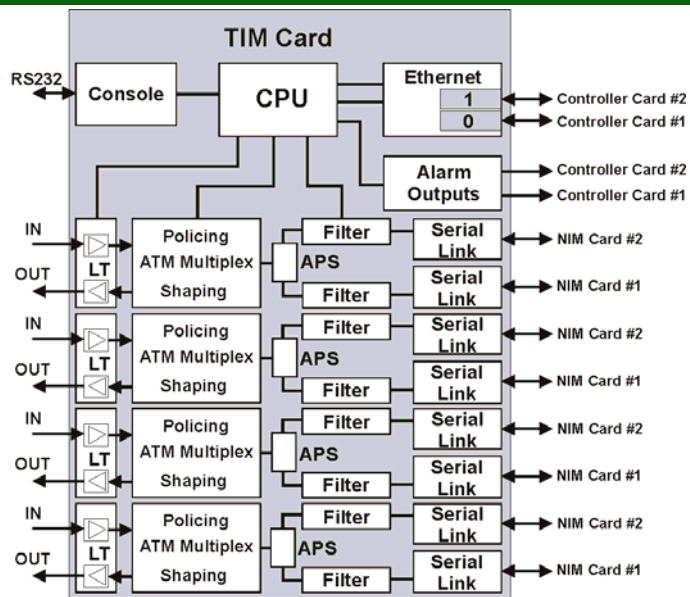 TIM Card
RS232
Console
CPU
Ethernet
1
0
Controller Card #2
Controller Card #1
Alarm
Outputs
Controller Card #2
Controller Card #1
IN
OUT
LT
Policing
ATM Multiplex
Shaping
APS
Filter
Filter
Serial
Link
Serial
Link
NIM Card #2
NIM Card #1
IN
OUT
LT
Policing
ATM Multiplex
Shaping
APS
Filter
Filter
Serial
Link
Serial
Link
NIM Card #2
NIM Card #1
IN
OUT
LT
Policing
ATM Multiplex
Shaping
APS
Filter
Filter
Serial
Link
Serial
Link
NIM Card #2
NIM Card #1
IN
OUT
LT
Policing
ATM Multiplex
Shaping
APS
Filter
Filter
Serial
Link
Serial
Link
NIM Card #2
NIM Card #1